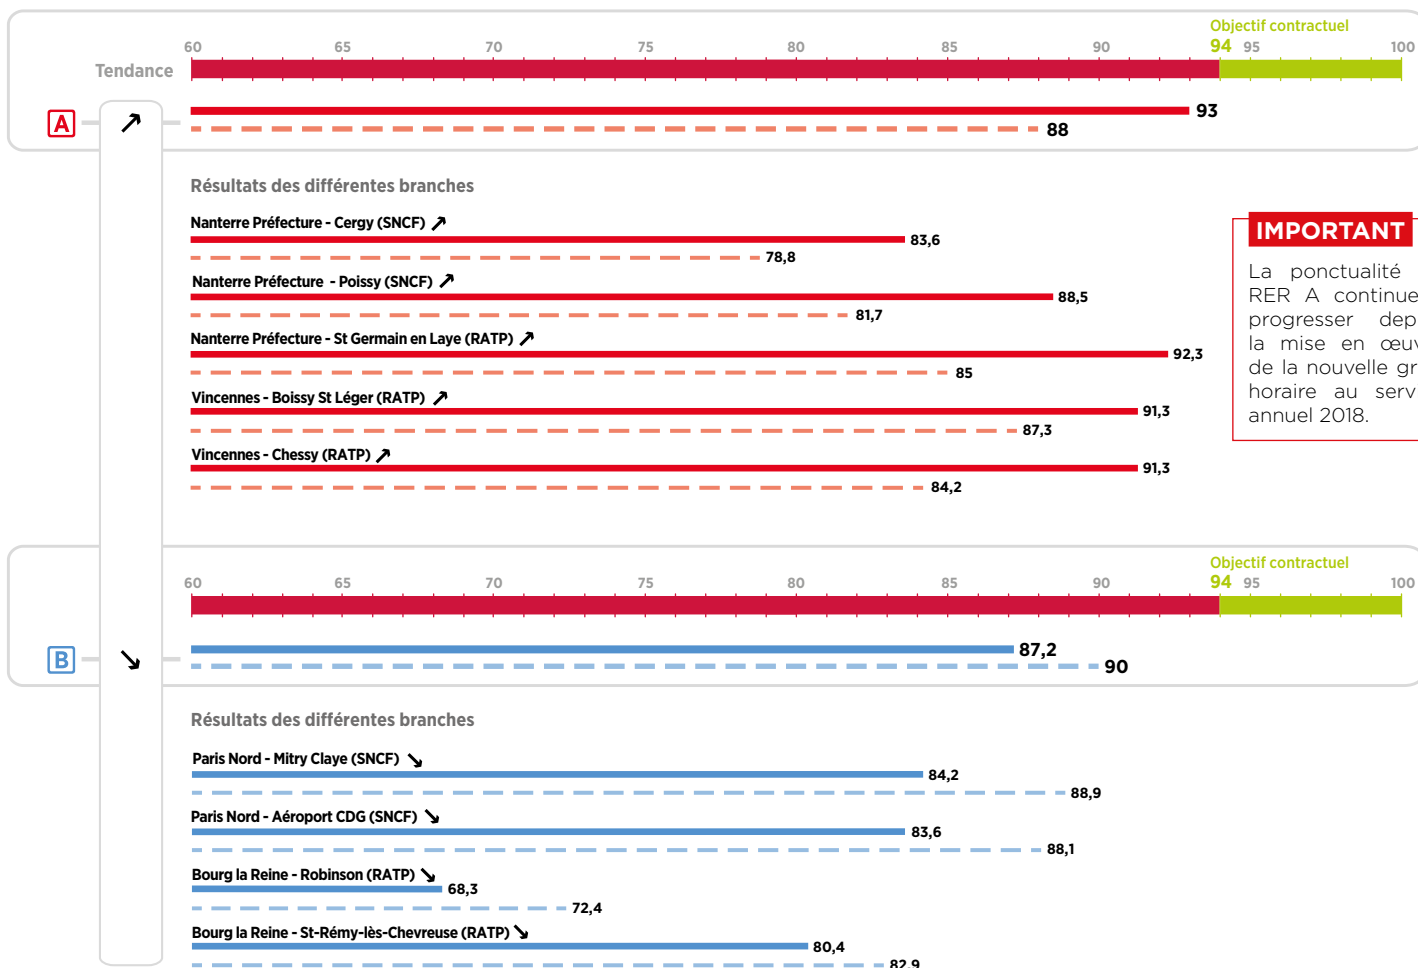 Objectif contractuel
60 65 70 75 80 85 90 94 95 100
Tendance
A ↗ 93
88
Résultats des différentes branches
Nanterre Préfecture - Cergy (SNCF) ↗
83,6
78,8
Nanterre Préfecture - Poissy (SNCF) ↗
88,5
81,7
Nanterre Préfecture - St Germain en Laye (RATP) ↗
92,3
85
Vincennes - Boissy St Léger (RATP) ↗
91,3
87,3
Vincennes - Chessy (RATP) ↗
91,3
84,2
IMPORTANT
La ponctualité
RER A continue
progresser dep
la mise en œuv
de la nouvelle gr
horaire au serv
annuel 2018.
Objectif contractuel
60 65 70 75 80 85 90 94 95 100
B ↘ 87,2
90
Résultats des différentes branches
Paris Nord - Mitry Claye (SNCF) ↘
84,2
88,9
Paris Nord - Aéroport CDG (SNCF) ↘
83,6
88,1
Bourg la Reine - Robinson (RATP) ↘
68,3
72,4
Bourg la Reine - St-Rémy-lès-Chevreuse (RATP) ↘
80,4
82,9